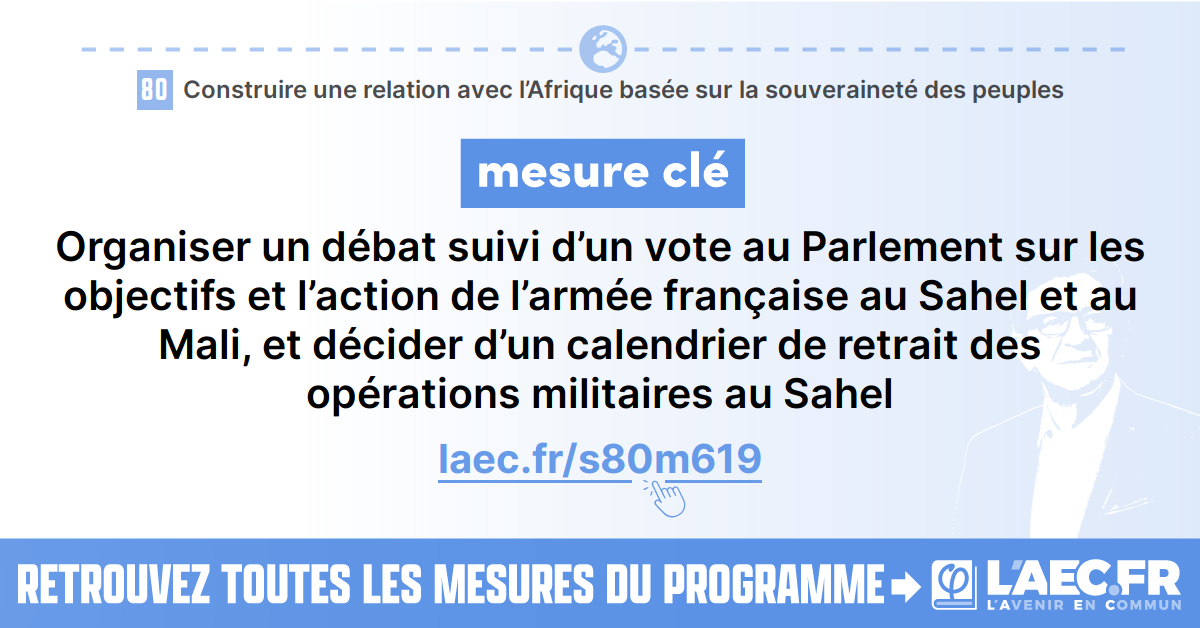 80 Construire une relation avec l’Afrique basée sur la souveraineté des peuples
mesure clé
Organiser un débat suivi d’un vote au Parlement sur les
objectifs et l’action de l’armée française au Sahel et au
Mali, et décider d’un calendrier de retrait des
opérations militaires au Sahel
laec.fr/s80m619
RETROUVEZ TOUTES LES MESURES DU PROGRAMME
φ L’AEC.FR
L’AVENIR EN COMMUN